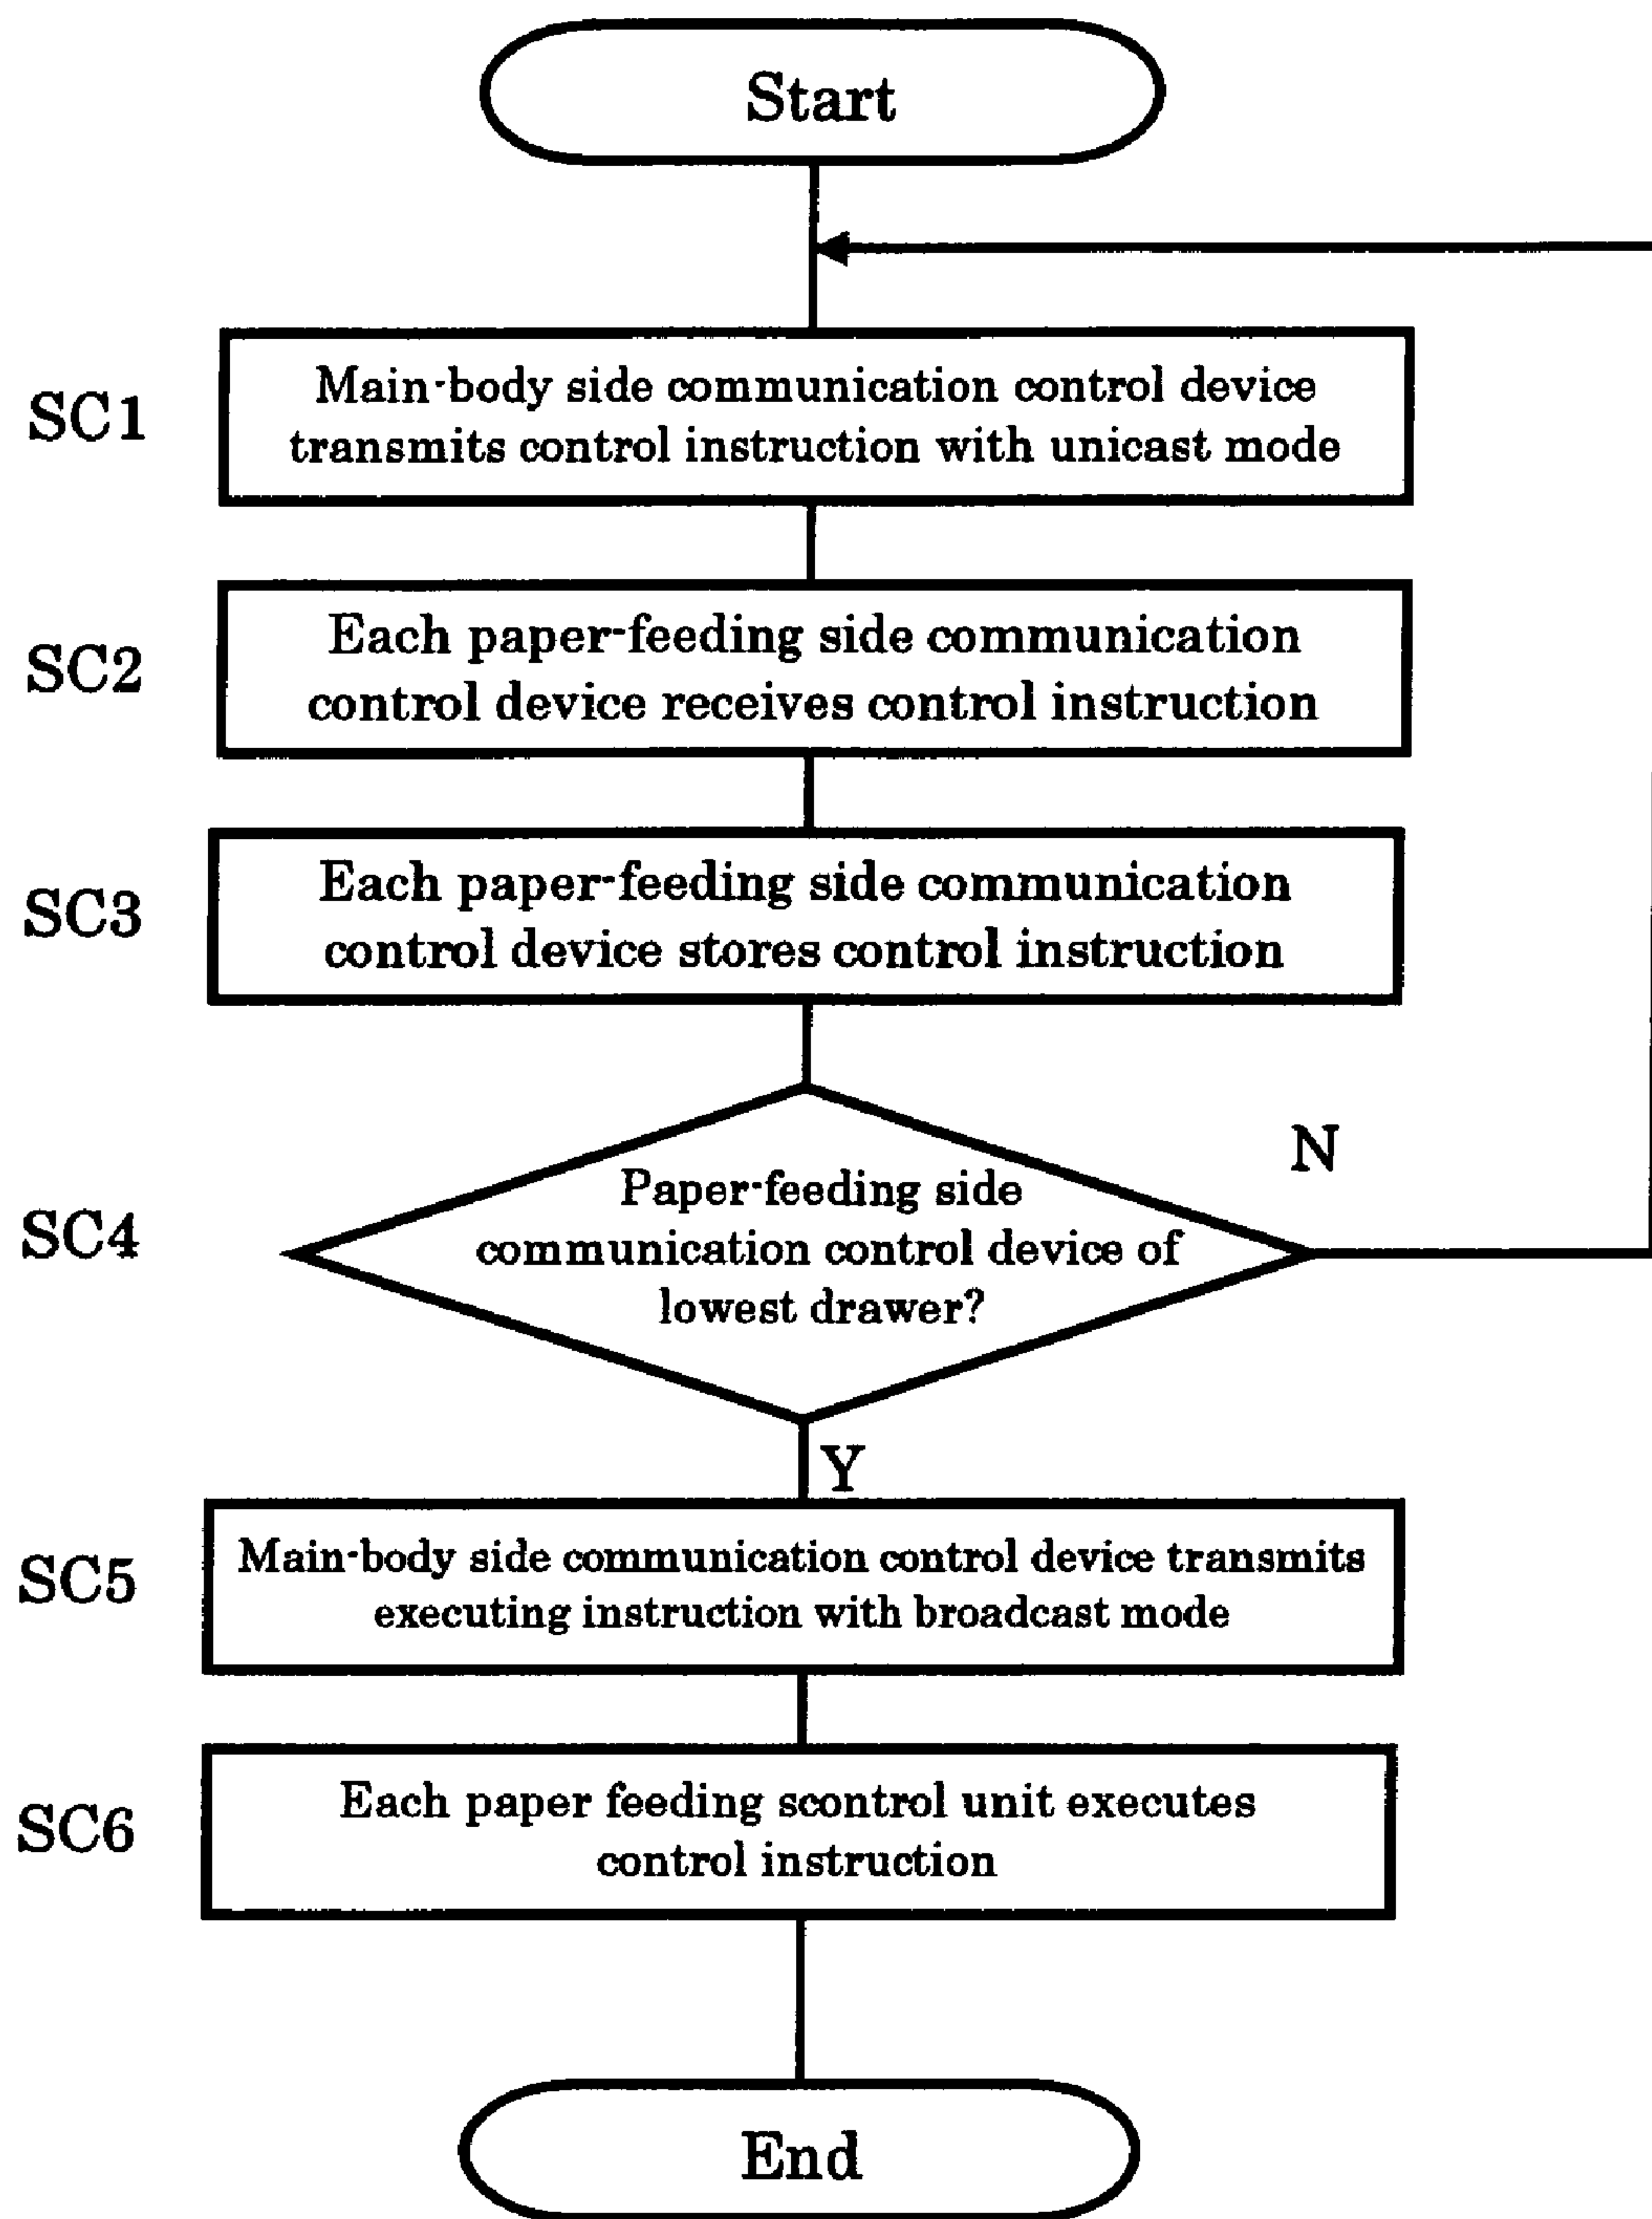 Start
SC1
Main-body side communication control device
transmits control instruction with unicast mode
SC2
Each paper-feeding side communication
control device receives control instruction
SC3
Each paper-feeding side communication
control device stores control instruction
SC4
Paper-feeding side
communication control device of
lowest drawer?
N
Y
SC5
Main-body side communication control device transmits
executing instruction with broadcast mode
SC6
Each paper feeding scontrol unit executes
control instruction
End